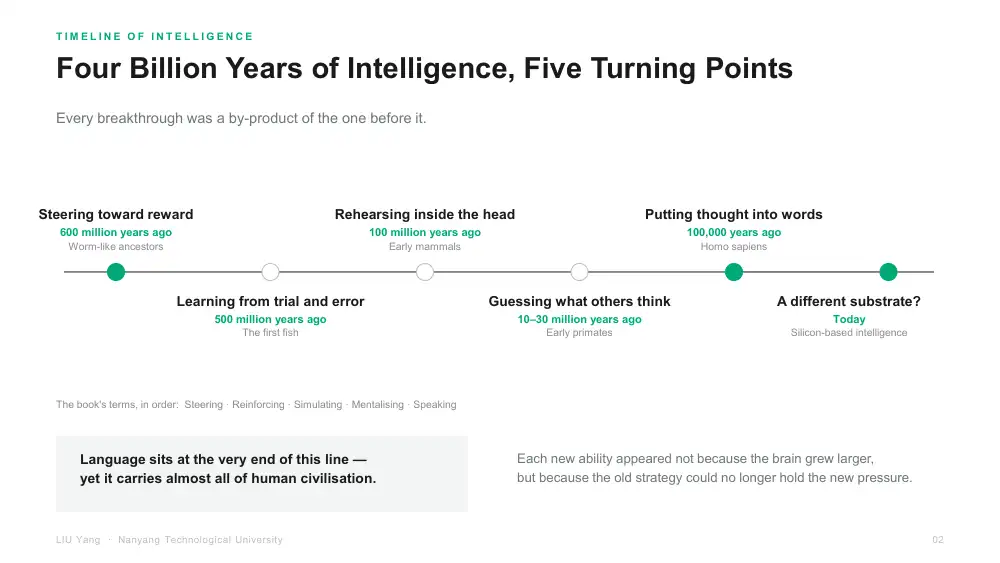 TIMELINE OF INTELLIGENCE
Four Billion Years of Intelligence, Five Turning Points
Every breakthrough was a by-product of the one before it.
Steering toward reward
600 million years ago
Worm-like ancestors
Rehearsing inside the head
100 million years ago
Early mammals
Putting thought into words
100,000 years ago
Homo sapiens
Learning from trial and error
500 million years ago
The first fish
Guessing what others think
10–30 million years ago
Early primates
A different substrate?
Today
Silicon-based intelligence
The book's terms, in order:  Steering · Reinforcing · Simulating · Mentalising · Speaking
Language sits at the very end of this line —
yet it carries almost all of human civilisation.
Each new ability appeared not because the brain grew larger,
but because the old strategy could no longer hold the new pressure.
LIU Yang · Nanyang Technological University
02